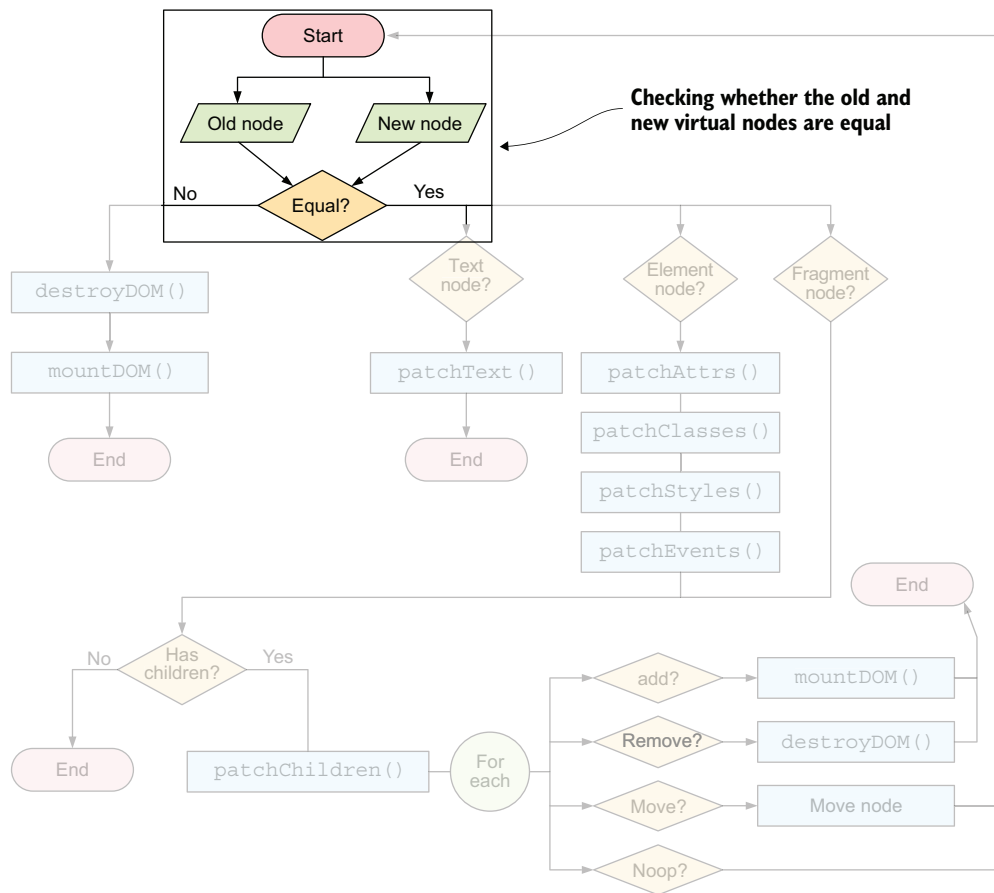 Start
Checking whether the old and
new virtual nodes are equal
Old node
New node
No
Equal?
Yes
Text
node?
Element
node?
Fragment
node?
destroyDOM()
mountDOM()
patchText()
patchAttrs()
patchClasses()
End
End
patchStyles()
patchEvents()
End
No
Has
children?
Yes
add?
mountDOM()
Remove?
destroyDOM()
End
patchChildren()
For
each
Move?
Move node
Noop?